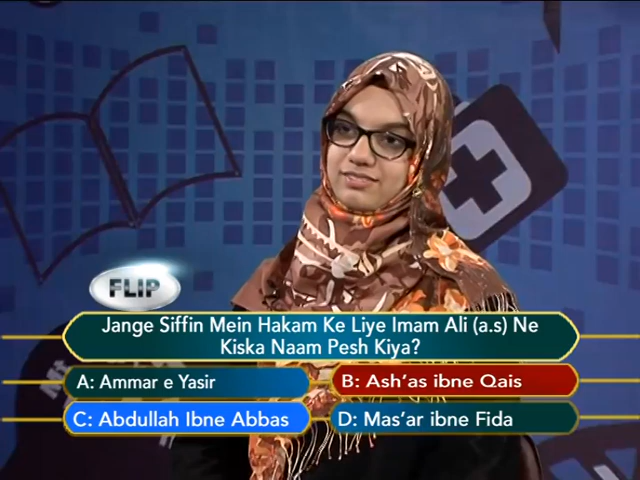 FLIP
Jange Siffin Mein Hakam Ke Liye Imam Ali (a.s) Ne
Kiska Naam Pesh Kiya?
A: Ammar e Yasir
B: Ash'as ibne Qais
C: Abdullah Ibne Abbas
D: Mas'ar ibne Fida